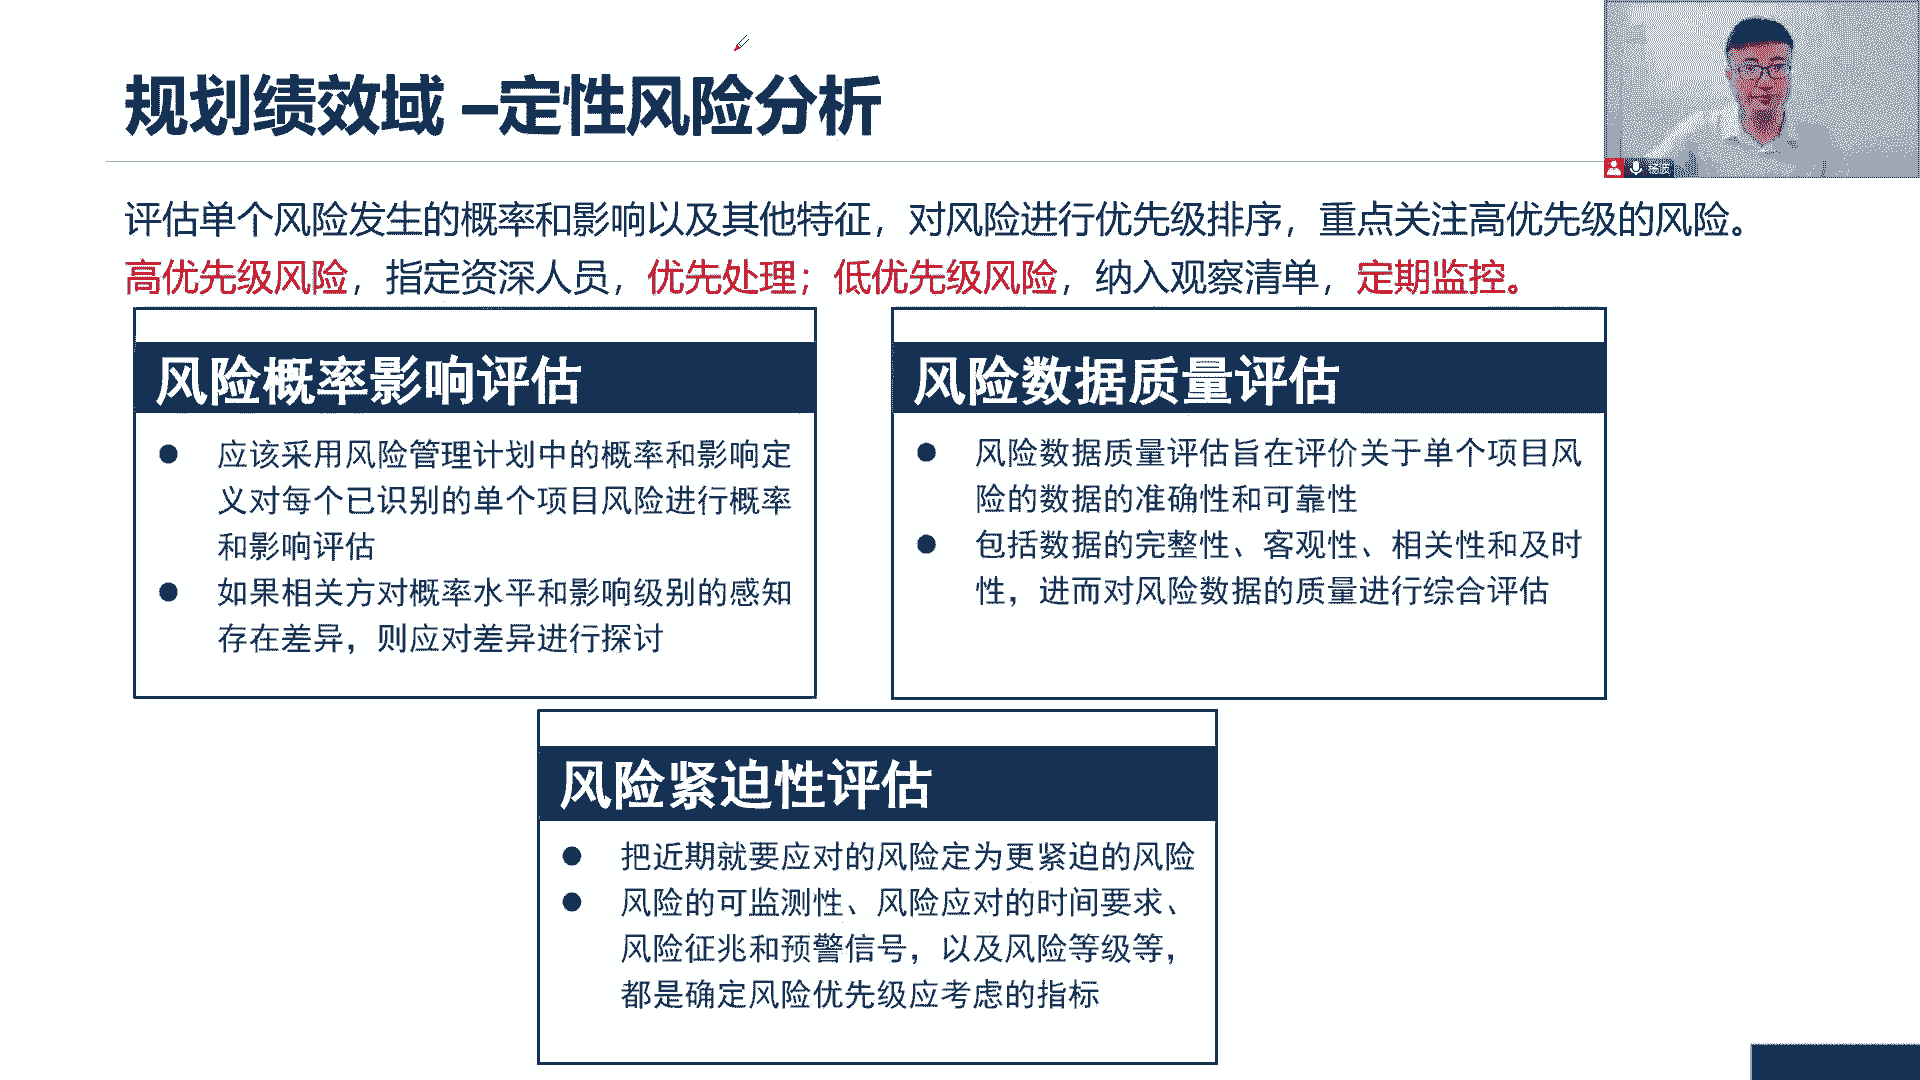 规划绩效域 –定性风险分析
杨波
评估单个风险发生的概率和影响以及其他特征，对风险进行优先级排序，重点关注高优先级的风险。
高优先级风险，指定资深人员，优先处理；低优先级风险，纳入观察清单，定期监控。
风险概率影响评估
● 应该采用风险管理计划中的概率和影响定
义对每个已识别的单个项目风险进行概率
和影响评估
● 如果相关方对概率水平和影响级别的感知
存在差异，则应对差异进行探讨
风险数据质量评估
● 风险数据质量评估旨在评价关于单个项目风
险的数据的准确性和可靠性
● 包括数据的完整性、客观性、相关性和及时
性，进而对风险数据的质量进行综合评估
风险紧迫性评估
● 把近期就要应对的风险定为更紧迫的风险
● 风险的可监测性、风险应对的时间要求、
风险征兆和预警信号，以及风险等级等，
都是确定风险优先级应考虑的指标